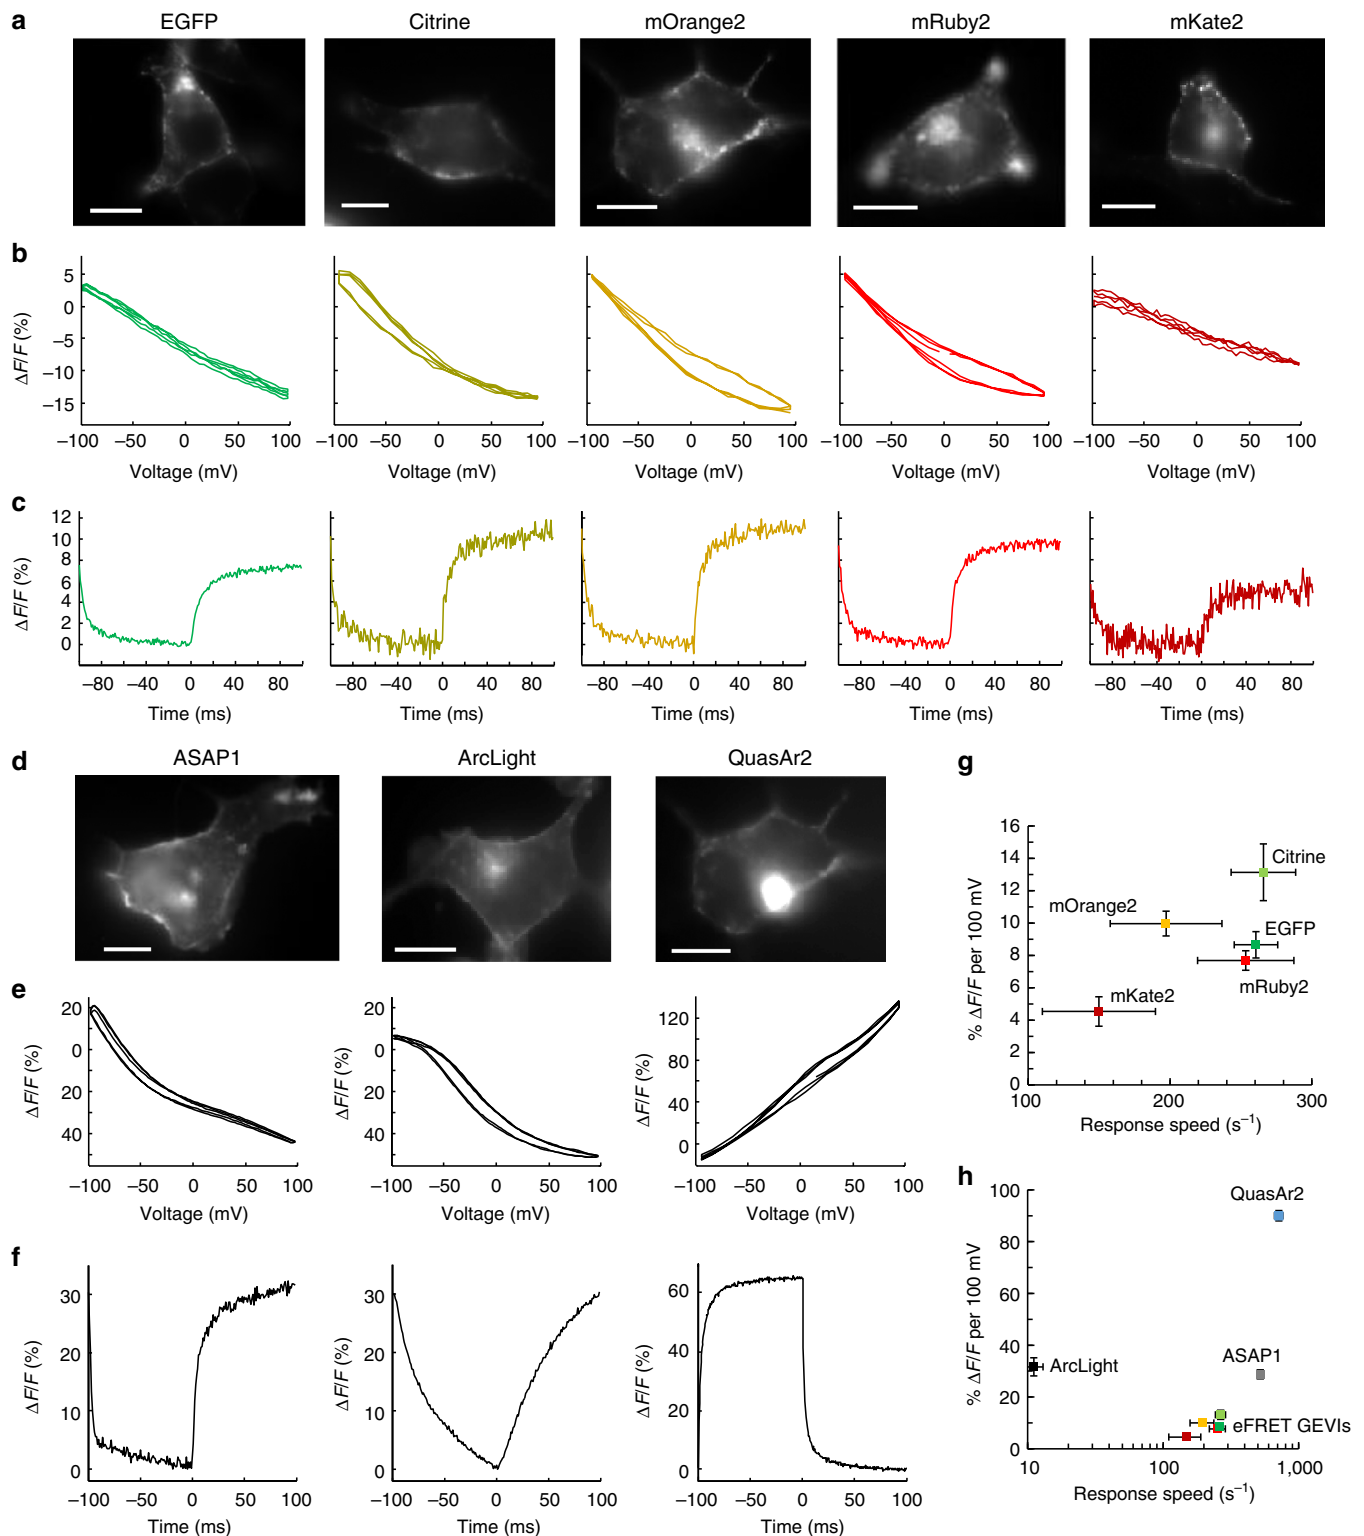 a
EGFP Citrine mOrange2 mRuby2 mKate2
b
ΔF/F (%)
5
0
−5
−10
−15
−100 −50 0 50 100 −100 −50 0 50 100 −100 −50 0 50 100 −100 −50 0 50 100 −100 −50 0 50 100
Voltage (mV) Voltage (mV) Voltage (mV) Voltage (mV) Voltage (mV)
c
ΔF/F (%)
12
10
8
6
4
2
0
−80 −40 0 40 80 −80 −40 0 40 80 −80 −40 0 40 80 −80 −40 0 40 80 −80 −40 0 40 80
Time (ms) Time (ms) Time (ms) Time (ms) Time (ms)
d
ASAP1 ArcLight QuasAr2
e
ΔF/F (%)
20
0
20
40
−100 −50 0 50 100
Voltage (mV)
ΔF/F (%)
20
0
20
40
−100 −50 0 50 100
Voltage (mV)
ΔF/F (%)
120
80
40
0
−100 −50 0 50 100
Voltage (mV)
f
ΔF/F (%)
30
20
10
0
−100 −50 0 50 100
Time (ms)
ΔF/F (%)
30
20
10
0
−100 −50 0 50 100
Time (ms)
ΔF/F (%)
60
40
20
0
−100 −50 0 50 100
Time (ms)
g
% ΔF/F per 100 mV
16
14
12
10
8
6
4
2
0
Citrine
mOrange2
EGFP
mRuby2
mKate2
100 200 300
Response speed (s⁻¹)
h
% ΔF/F per 100 mV
100
80
60
40
20
0
QuasAr2
ASAP1
ArcLight
eFRET GEVIs
10 100 1,000
Response speed (s⁻¹)